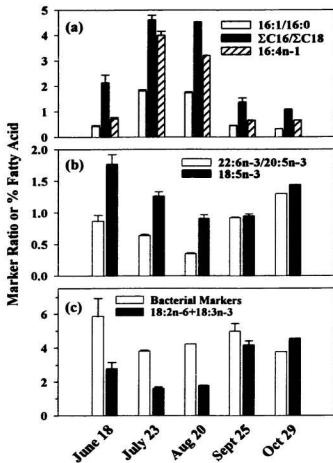 (a)
16:1/16:0
ΣC16/ΣC18
16:4n-1
5
4
3
2
1
0
Marker Ratio or % Fatty Acid
(b)
22:6n-3/20:5n-3
18:5n-3
2.0
1.5
1.0
0.5
0.0
(c)
Bacterial Markers
18:2n-6+18:3n-3
6
4
2
0
June 18
July 23
Aug 20
Sept 25
Oct 29